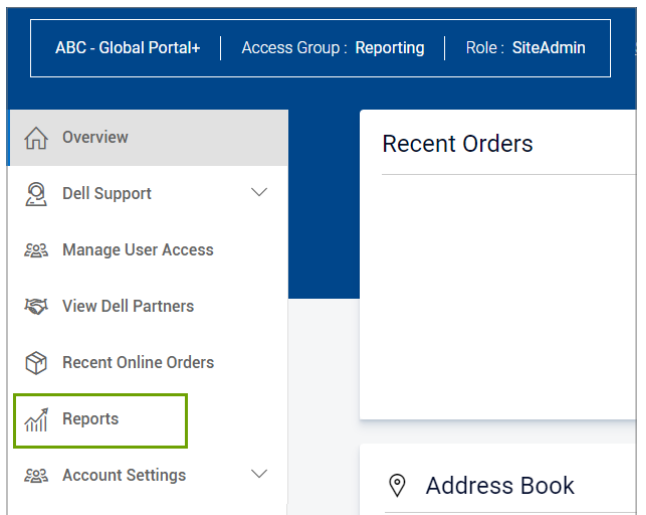 ABC - Global Portal+ Access Group : Reporting Role : SiteAdmin
Overview
Dell Support
Manage User Access
View Dell Partners
Recent Online Orders
Reports
Account Settings
Recent Orders
Address Book